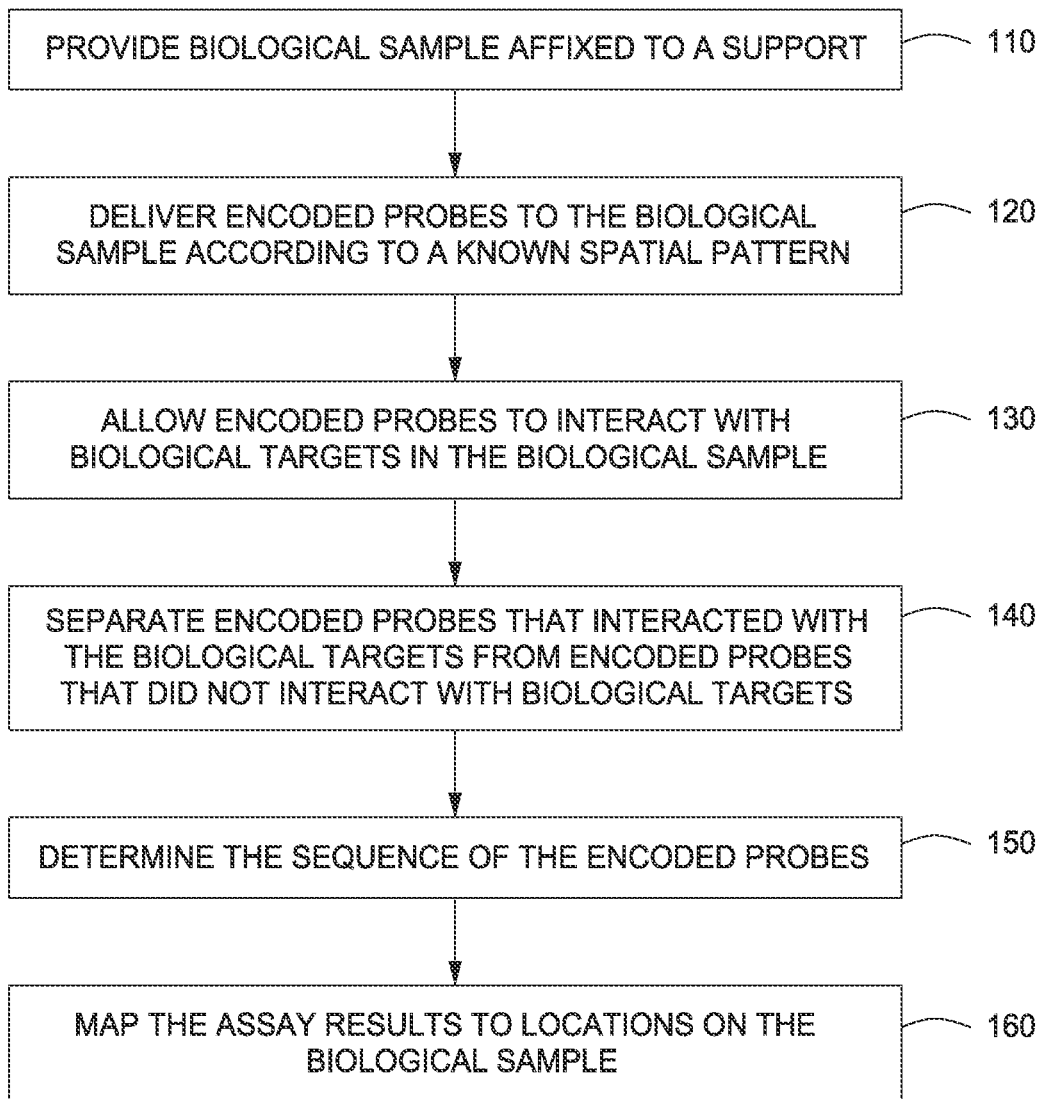 PROVIDE BIOLOGICAL SAMPLE AFFIXED TO A SUPPORT
110
DELIVER ENCODED PROBES TO THE BIOLOGICAL
SAMPLE ACCORDING TO A KNOWN SPATIAL PATTERN
120
ALLOW ENCODED PROBES TO INTERACT WITH
BIOLOGICAL TARGETS IN THE BIOLOGICAL SAMPLE
130
SEPARATE ENCODED PROBES THAT INTERACTED WITH
THE BIOLOGICAL TARGETS FROM ENCODED PROBES
THAT DID NOT INTERACT WITH BIOLOGICAL TARGETS
140
DETERMINE THE SEQUENCE OF THE ENCODED PROBES
150
MAP THE ASSAY RESULTS TO LOCATIONS ON THE
BIOLOGICAL SAMPLE
160